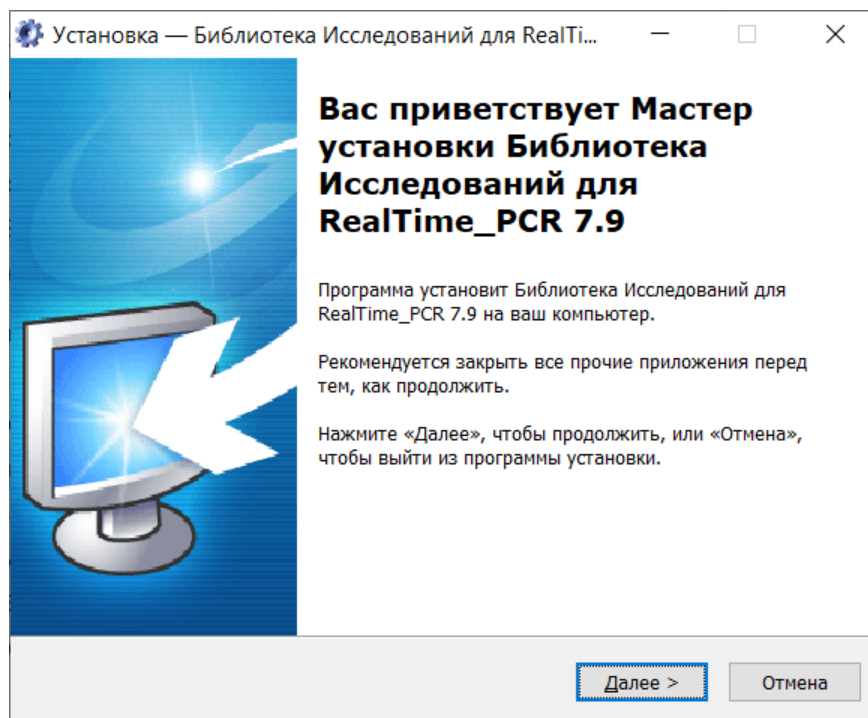 Установка — Библиотека Исследований для RealTi...
Вас приветствует Мастер
установки Библиотека
Исследований для
RealTime_PCR 7.9
Программа установит Библиотека Исследований для
RealTime_PCR 7.9 на ваш компьютер.
Рекомендуется закрыть все прочие приложения перед
тем, как продолжить.
Нажмите «Далее», чтобы продолжить, или «Отмена»,
чтобы выйти из программы установки.
Далее >
Отмена